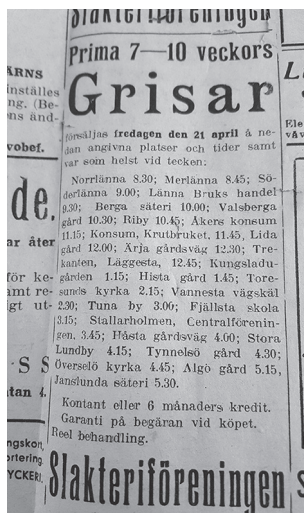 Slakteriföreningen
Prima 7—10 veckors
Grisar
försäljas fredagen den 21 april å ne-
dan angivna platser och tider samt
var som helst vid tecken:
Norrlänna 8.30; Merlänna 8.45; Sö-
derlänna 9.00; Länna Bruks handel
9.30; Berga säteri 10.00; Valsberga
gård 10.30; Riby 10.45; Åkers konsum
11.15; Konsum, Krutbruket, 11.45, Lida
gård 12.00; Ärja gårdsväg 12.30; Tre-
kanten, Läggesta, 12.45; Kungsladu-
gården 1.15; Hista gård 1.45; Tore-
sunds kyrka 2.15; Vannesta vägskäl
2.30; Tuna by 3.00; Fjällsta skola
3.15; Stallarholmen, Centralförenin-
gen, 3.45; Håsta gårdsväg 4.00; Stora
Lundby 4.15; Tynnelsö gård 4.30;
Överselö kyrka 4.45; Algö gård 5.15,
Janslunda säteri 5.30.
Kontant eller 6 månaders kredit.
Garanti på begäran vid köpet.
Reel behandling.
Slakteriföreningen
ÄRNS
inställes
ng. (Be-
ns änd-
vobef.
de.
ar åter
för ke-
amt re-
gt ut-
S S
tan 4.
ngskon
ortering
YCKERI
L
Ele
våv
S